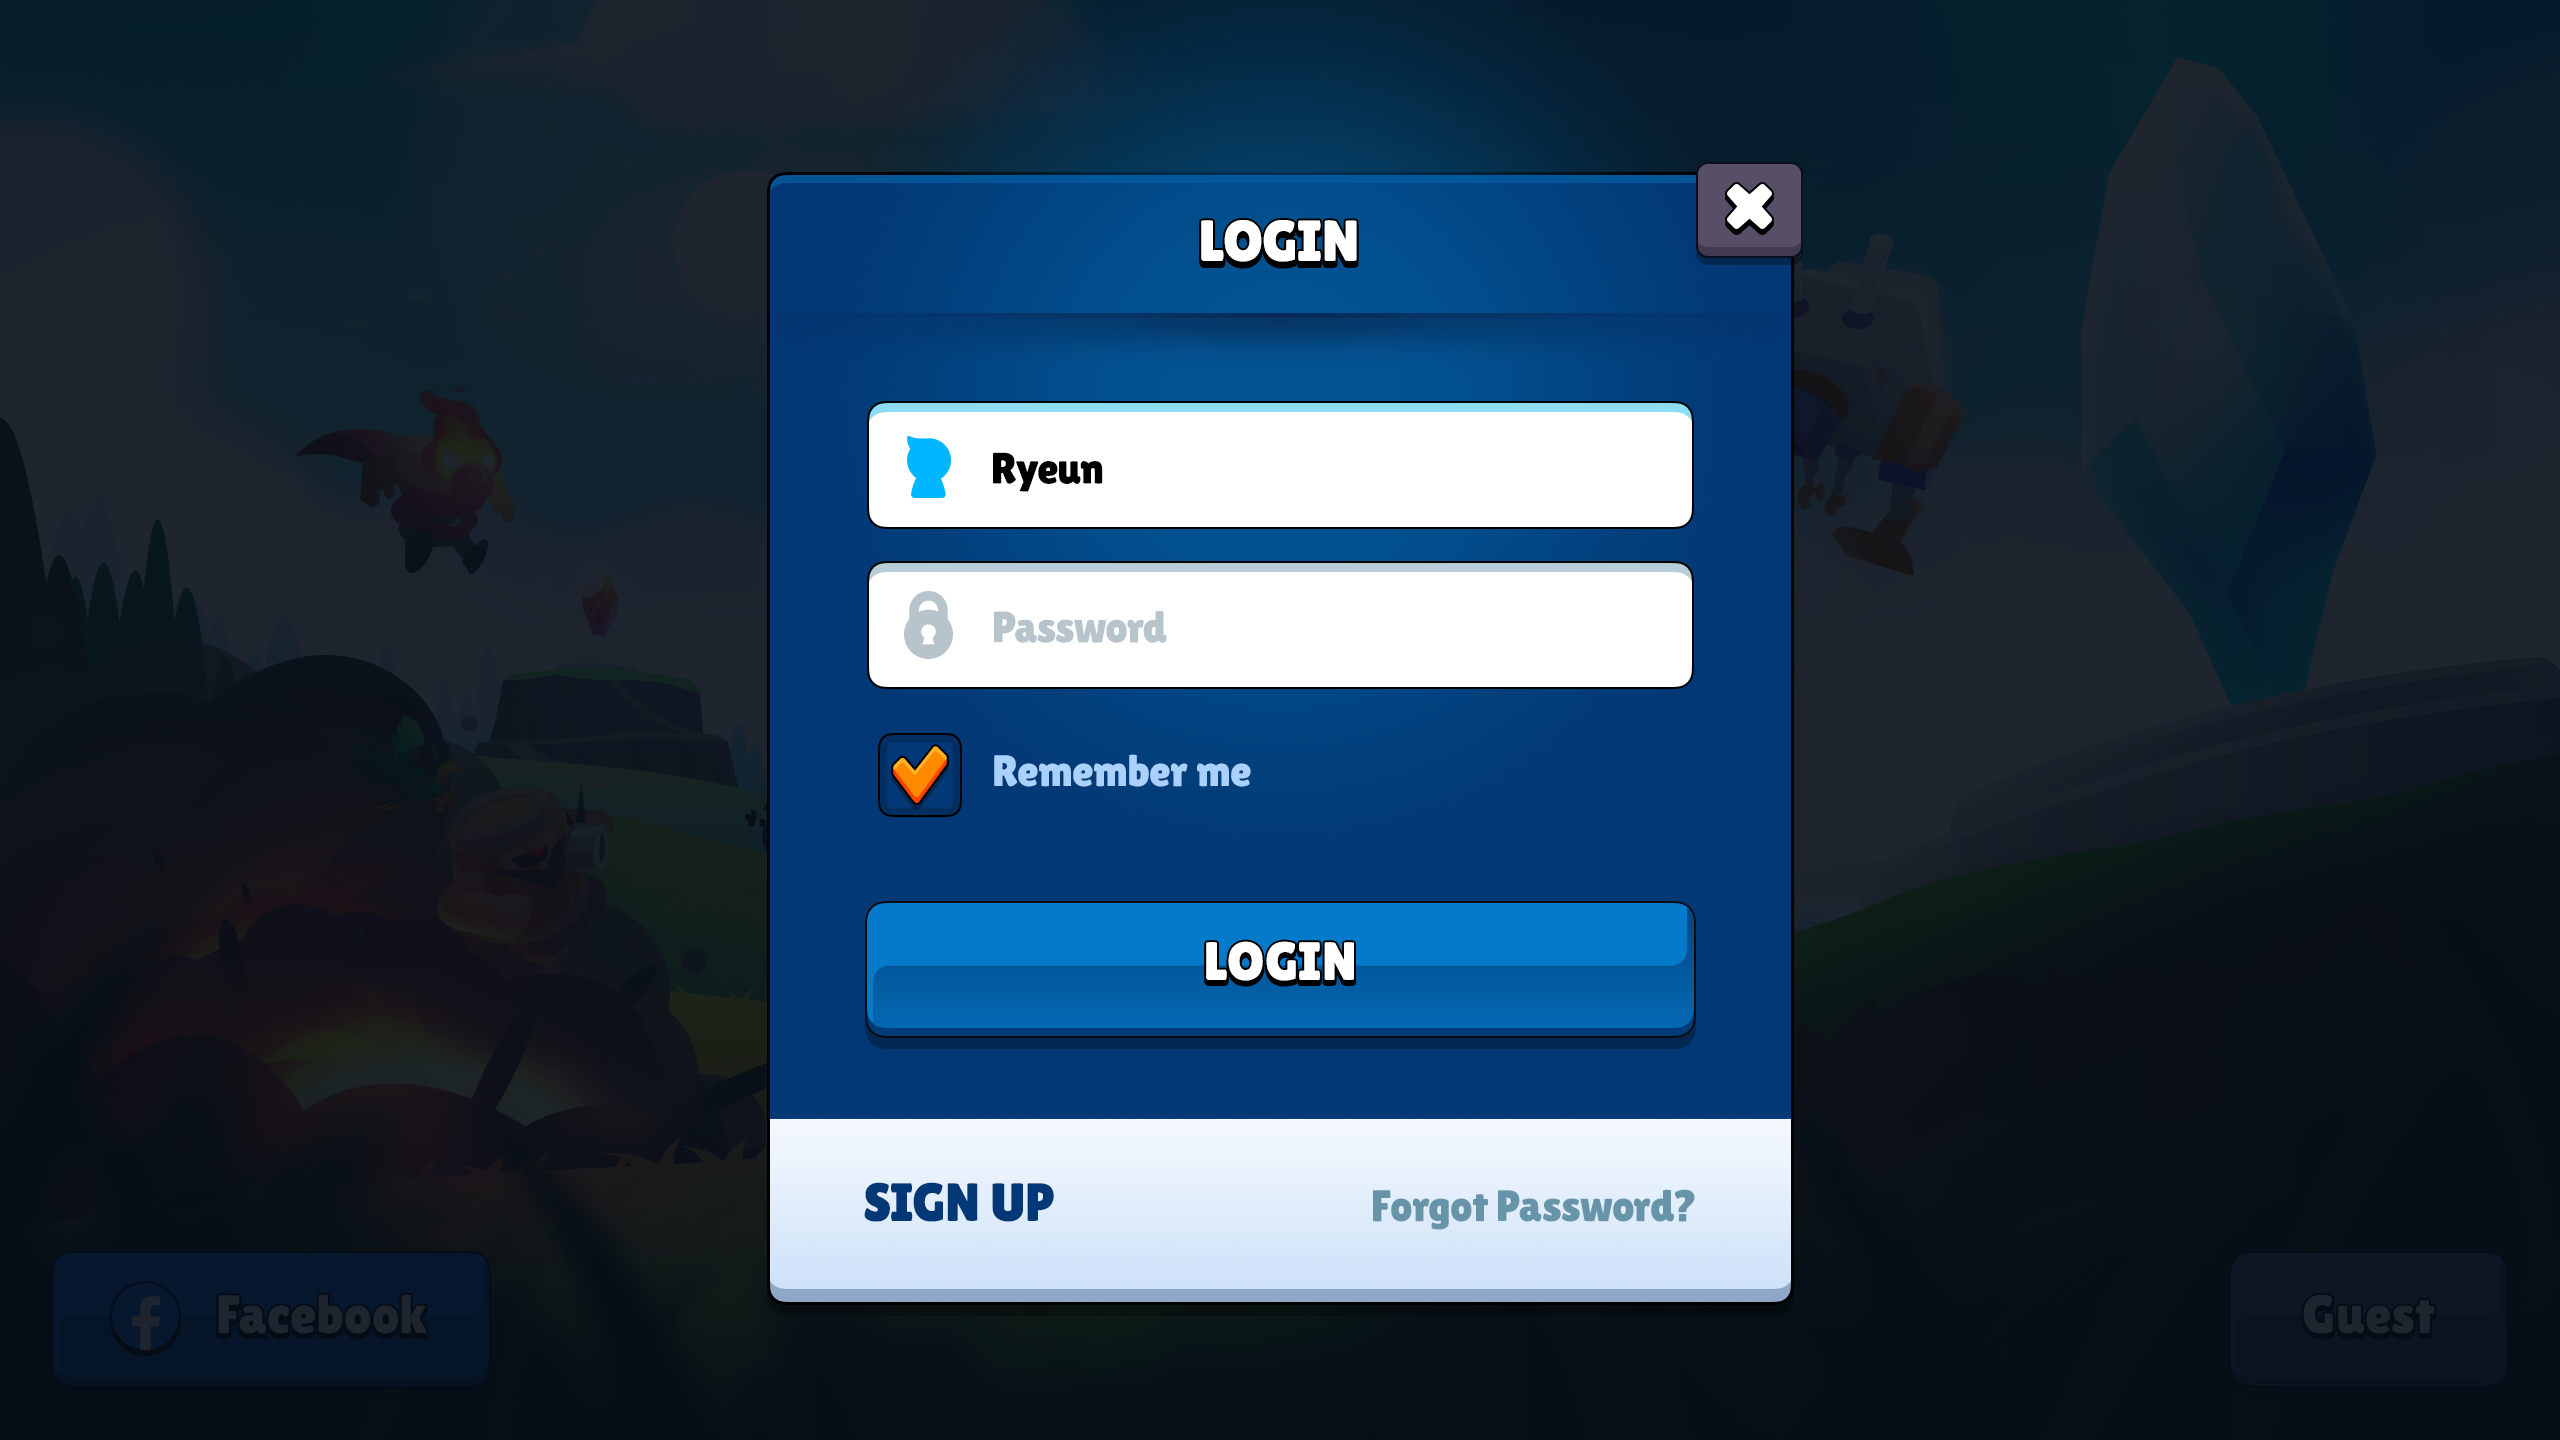 LOGIN
Ryeun
Password
Remember me
LOGIN
SIGN UP
Forgot Password?
Facebook
Guest